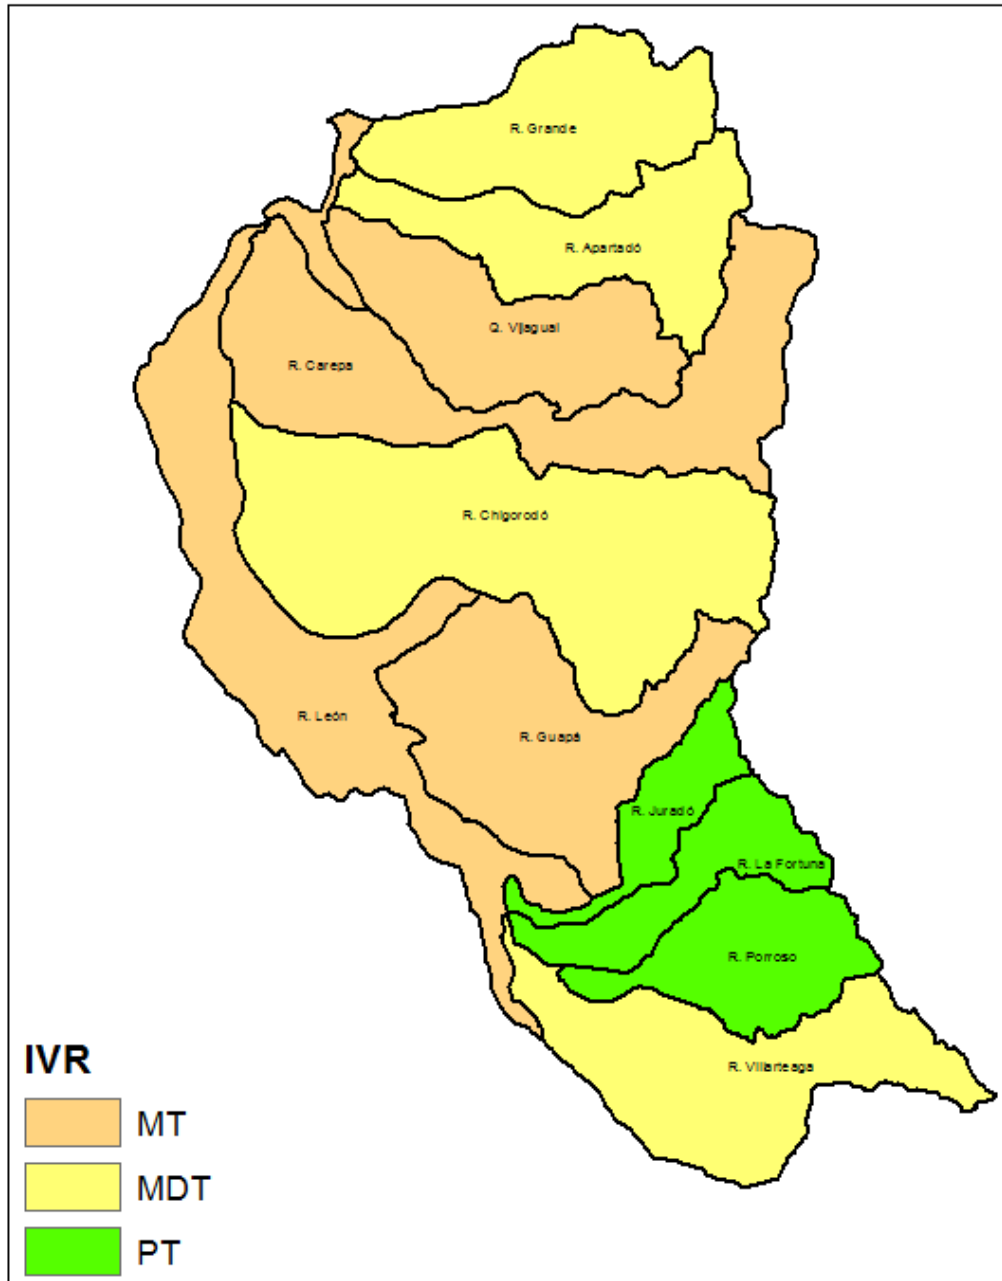 R. Grande
R. Apartadó
Q. Vijagual
R. Carepa
R. Chigorodó
R. León
R. Guapá
R. Juradó
R. La Fortuna
R. Porroso
R. Villarteaga
IVR
MT
MDT
PT